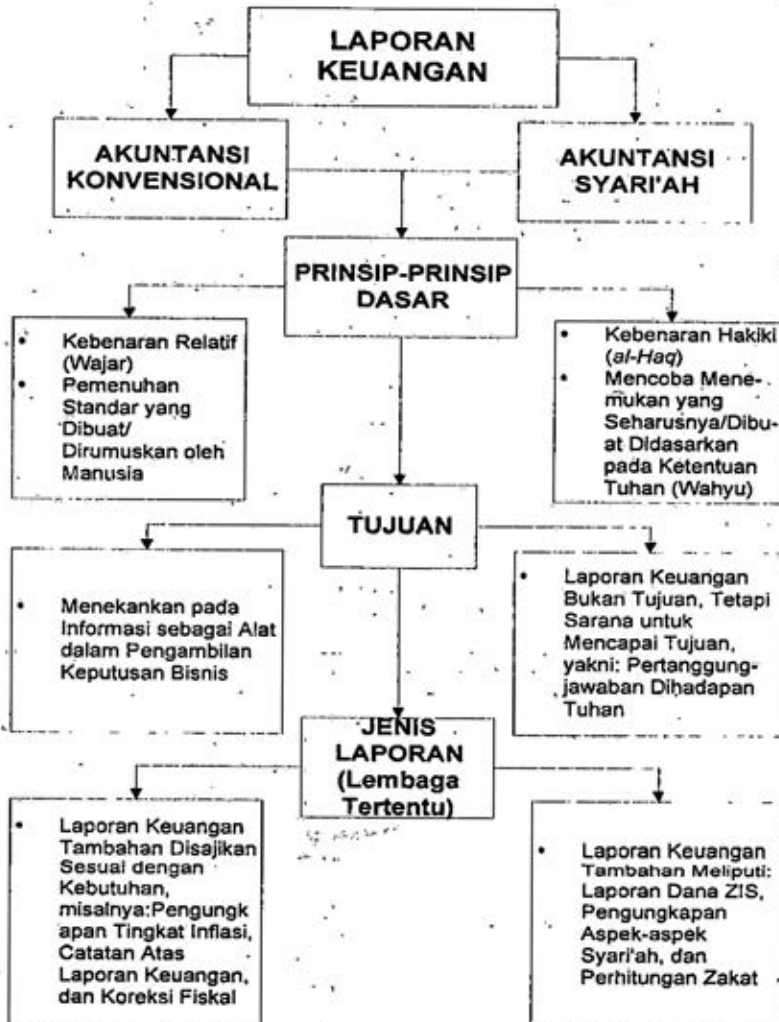 LAPORAN
KEUANGAN
AKUNTANSI
KONVENSIONAL
AKUNTANSI
SYARI'AH
PRINSIP-PRINSIP
DASAR
• Kebenaran Relatif
(Wajar)
• Pemenuhan
Standar yang
Dibuat/
Dirumuskan oleh
Manusia
• Kebenaran Hakiki
(al-Haq)
• Mencoba Mene-
mukan yang
Seharusnya/Dibu-
at Didasarkan
pada Ketentuan
Tuhan (Wahyu)
TUJUAN
• Menekankan pada
Informasi sebagai Alat
dalam Pengambilan
Keputusan Bisnis
• Laporan Keuangan
Bukan Tujuan, Tetapi
Sarana untuk
Mencapai Tujuan,
yakni: Pertanggung-
jawaban Dihadapan
Tuhan
JENIS
LAPORAN
(Lembaga
Tertentu)
• Laporan Keuangan
Tambahan Disajikan
Sesuai dengan
Kebutuhan,
misalnya:Pengungk
apan Tingkat Inflasi,
Catatan Atas
Laporan Keuangan,
dan Koreksi Fiskal
• Laporan Keuangan
Tambahan Meliputi:
Laporan Dana ZIS,
Pengungkapan
Aspek-aspek
Syari'ah, dan
Perhitungan Zakat